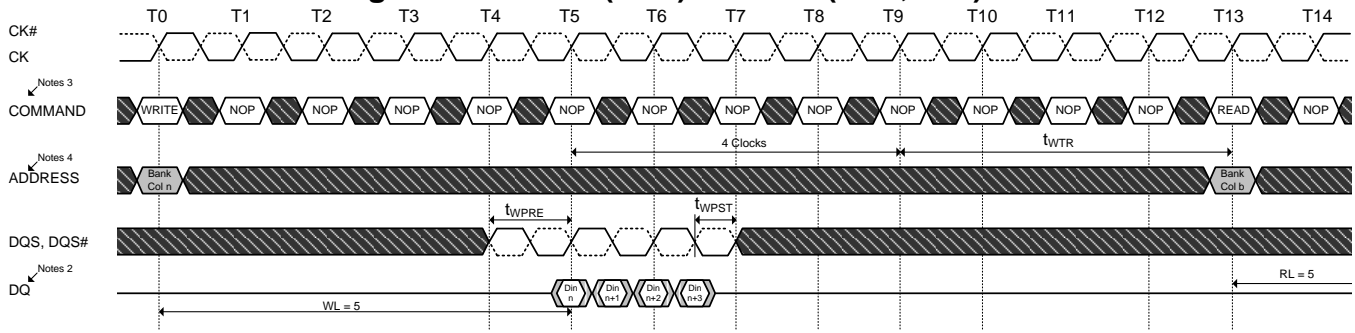 T0 T1 T2 T3 T4 T5 T6 T7 T8 T9 T10 T11 T12 T13 T14
CK#
CK
Notes 3
COMMAND WRITE NOP NOP NOP NOP NOP NOP NOP NOP NOP NOP NOP NOP READ NOP
4 Clocks tWTR
Notes 4
ADDRESS Bank Col n Bank Col b
tWPRE tWPST
DQS, DQS#
Notes 2
DQ Din n Din n+1 Din n+2 Din n+3
RL = 5
WL = 5